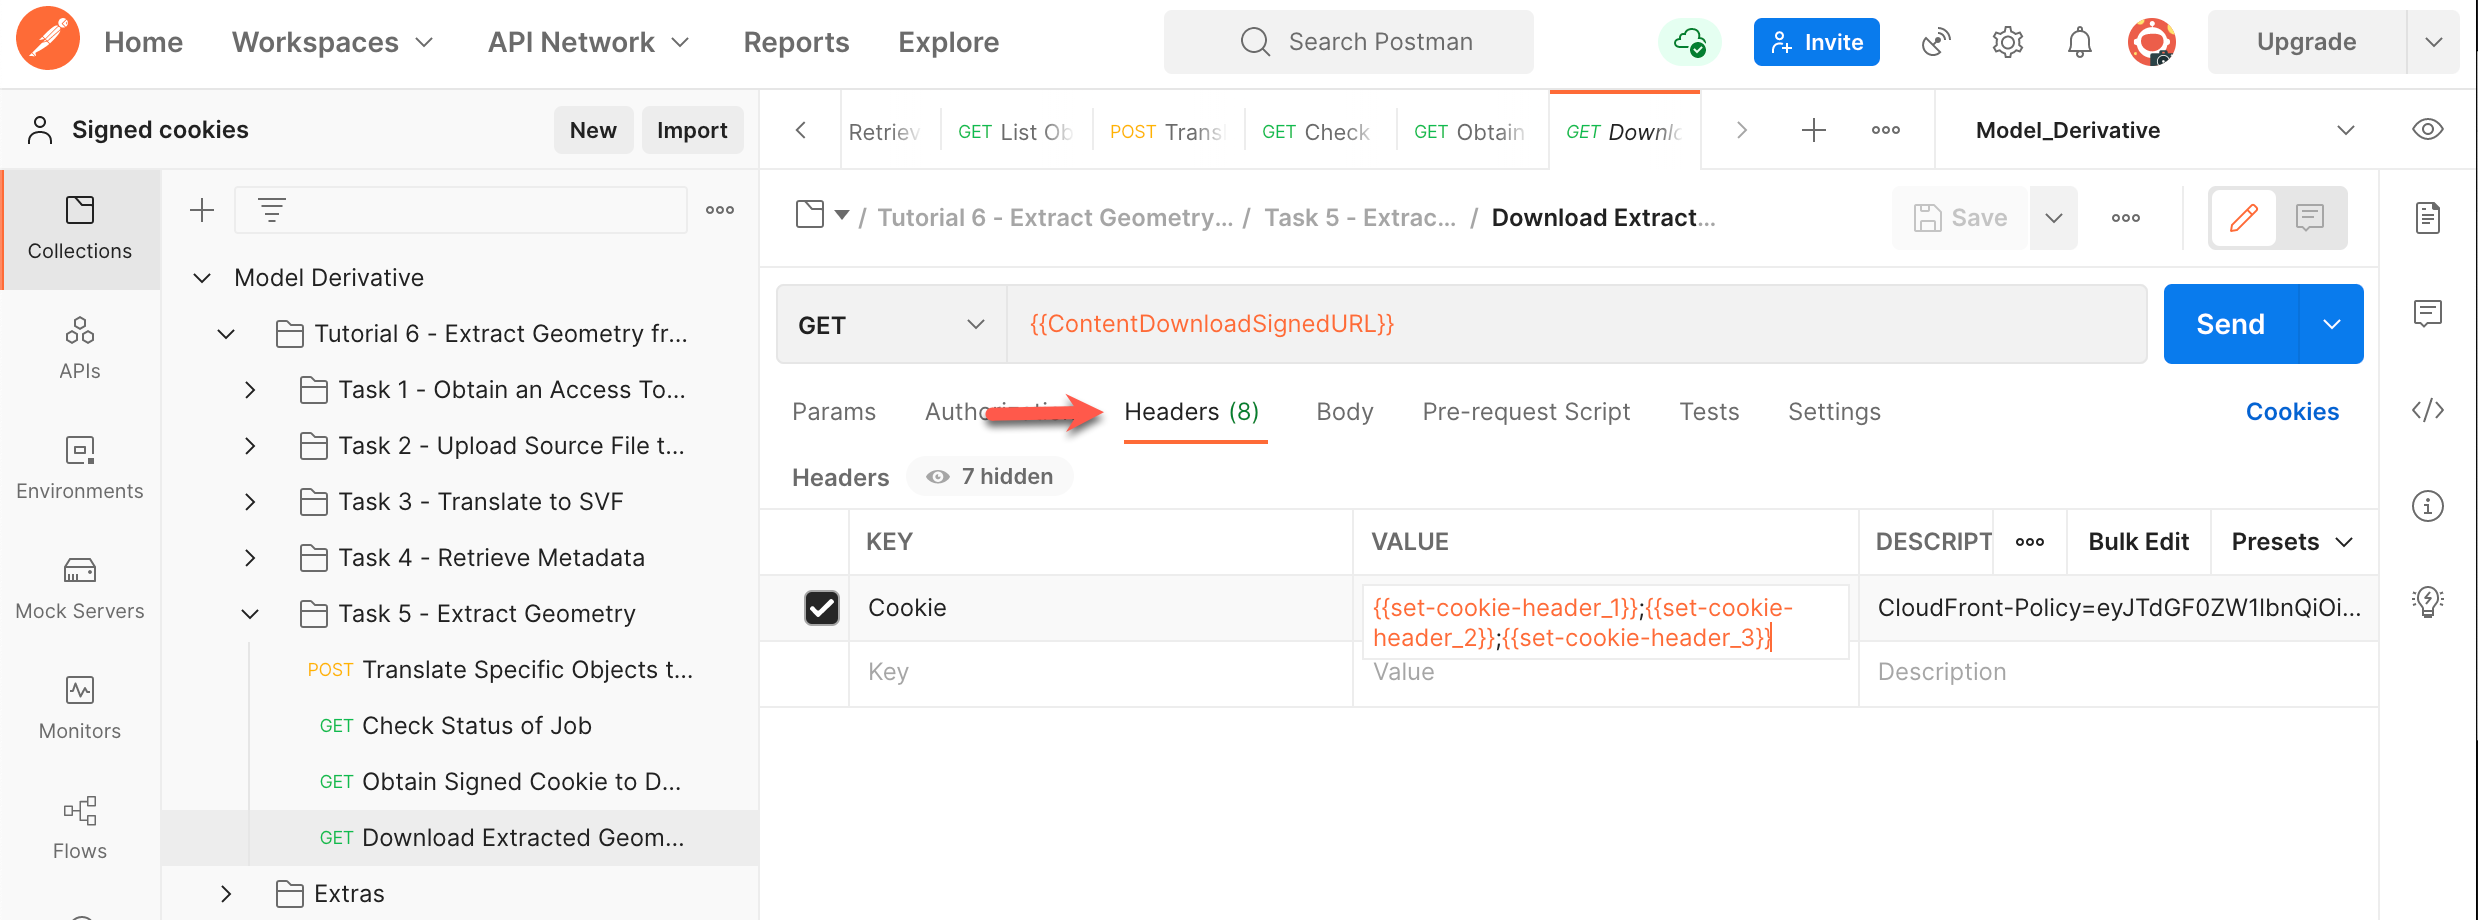 Home Workspaces API Network Reports Explore Search Postman Invite Upgrade
Signed cookies New Import
Retriev GET List Ob POST Transl GET Check GET Obtain GET Downlo Model_Derivative
Collections
APIs
Environments
Mock Servers
Monitors
Flows
Model Derivative
Tutorial 6 - Extract Geometry fr...
Task 1 - Obtain an Access To...
Task 2 - Upload Source File t...
Task 3 - Translate to SVF
Task 4 - Retrieve Metadata
Task 5 - Extract Geometry
POST Translate Specific Objects t...
GET Check Status of Job
GET Obtain Signed Cookie to D...
GET Download Extracted Geom...
Extras
/ Tutorial 6 - Extract Geometry... / Task 5 - Extrac... / Download Extract... Save
GET {{ContentDownloadSignedURL}} Send
Params Authorization Headers (8) Body Pre-request Script Tests Settings Cookies
Headers 7 hidden
KEY VALUE DESCRIPT Bulk Edit Presets
Cookie {{set-cookie-header_1}};{{set-cookie-
header_2}};{{set-cookie-header_3}} CloudFront-Policy=eyJTdGF0ZW1lbnQiOi...
Key Value Description